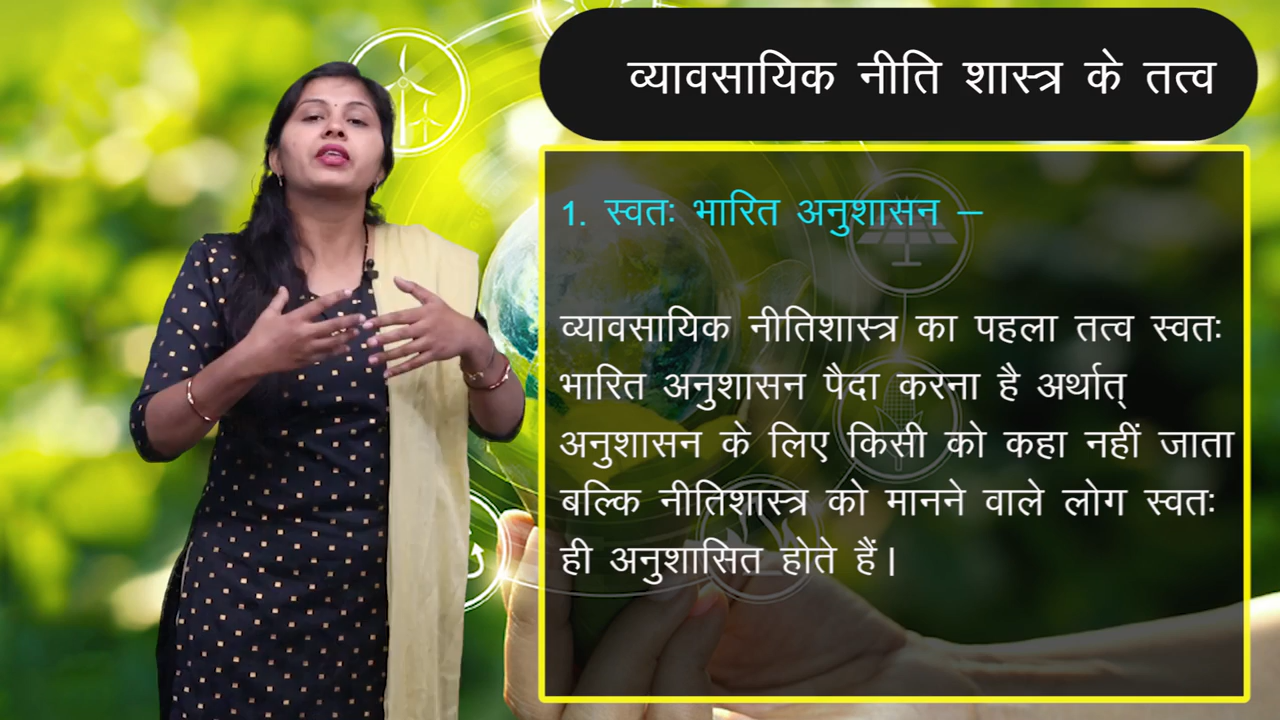 व्यावसायिक नीति शास्त्र के तत्व
1. स्वतः भारित अनुशासन –
व्यावसायिक नीतिशास्त्र का पहला तत्व स्वतः
भारित अनुशासन पैदा करना है अर्थात्
अनुशासन के लिए किसी को कहा नहीं जाता
बल्कि नीतिशास्त्र को मानने वाले लोग स्वतः
ही अनुशासित होते हैं।